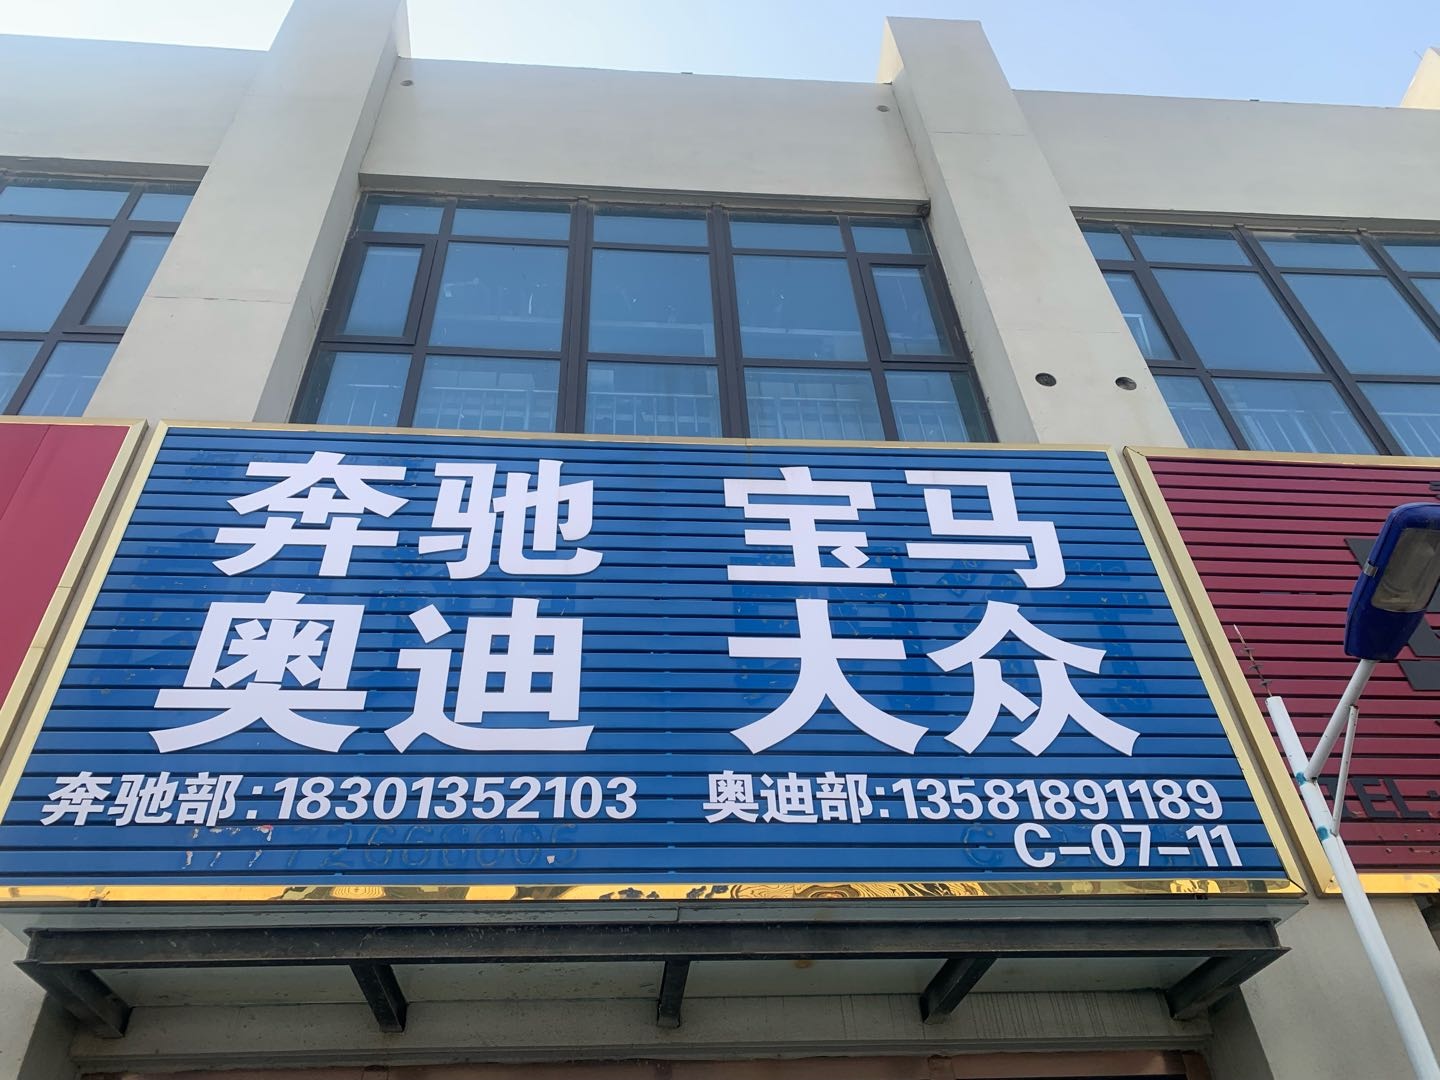 奔驰 宝马
奥迪 大众
奔驰部:18301352103 奥迪部:13581891189
C-07-11